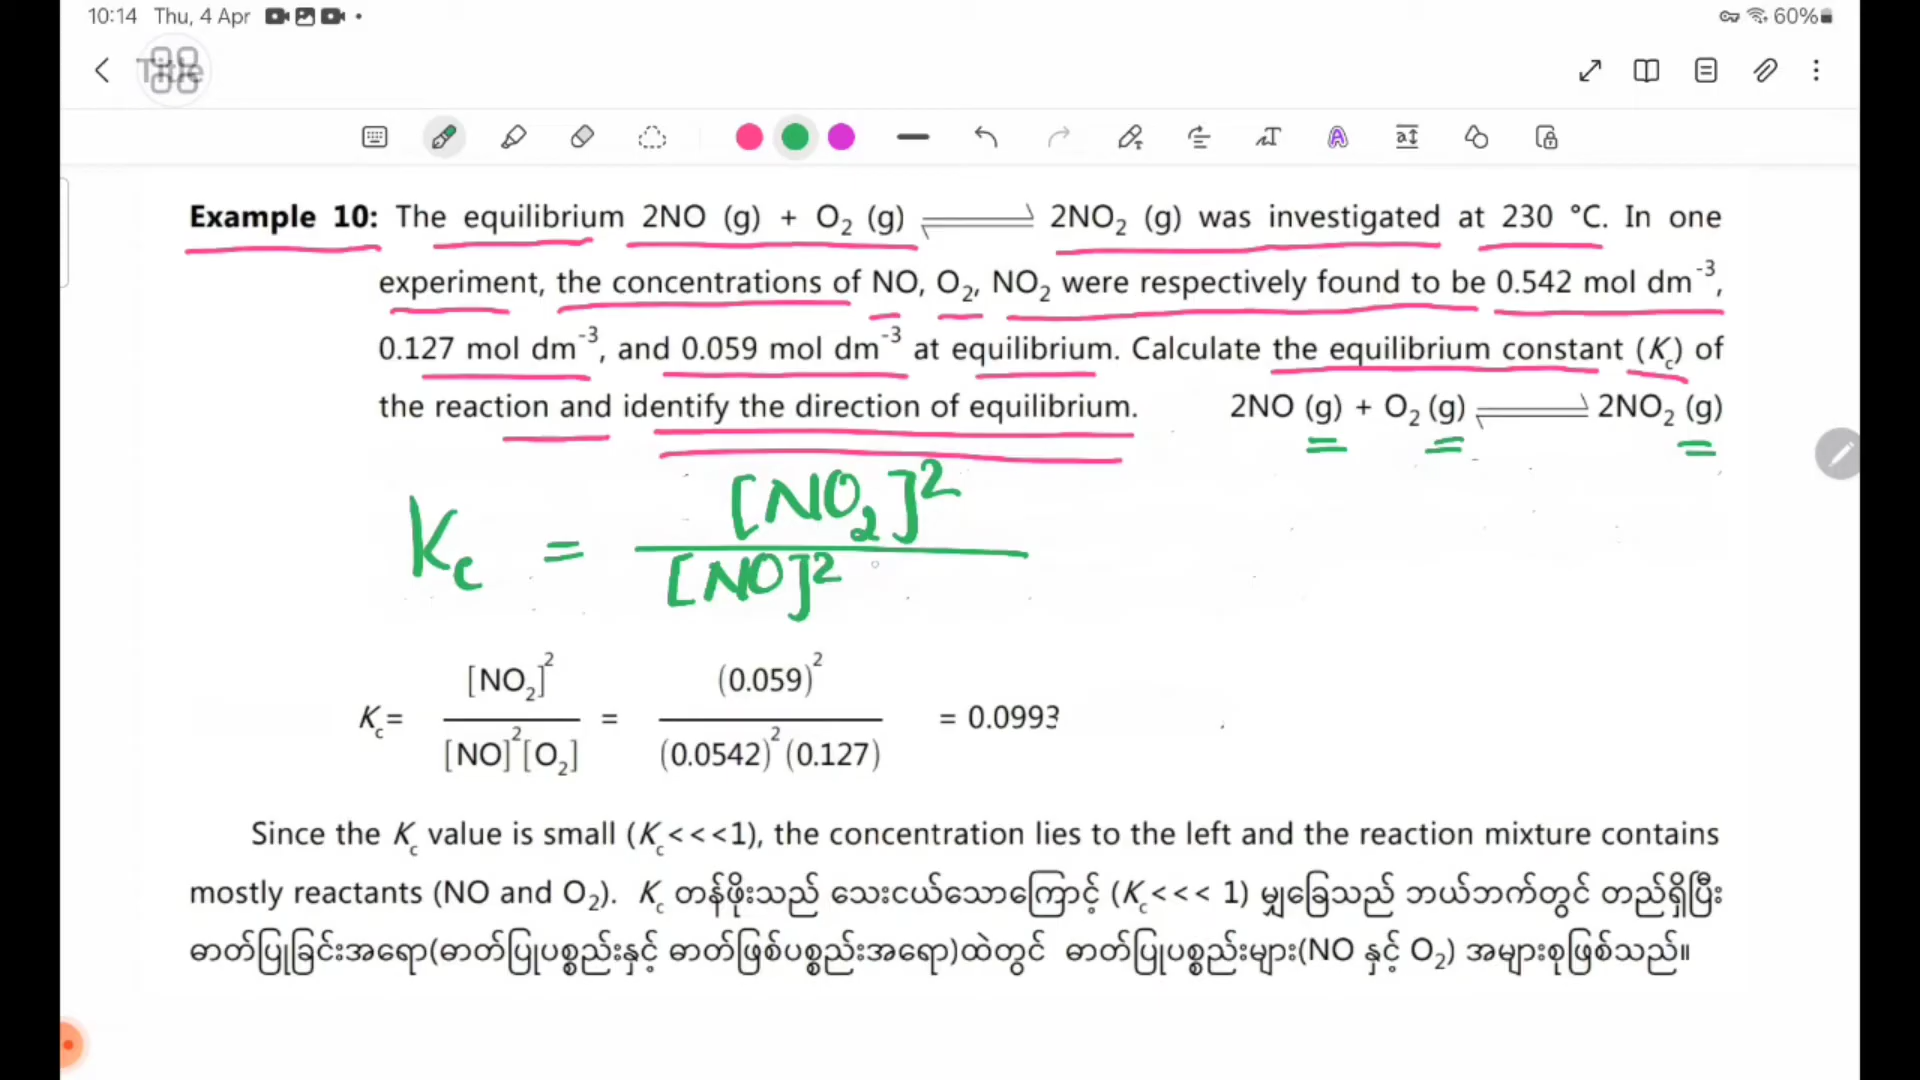 10:14 Thu, 4 Apr 60%
Title
Example 10: The equilibrium 2NO (g) + O₂ (g) ⇌ 2NO₂ (g) was investigated at 230 °C. In one
experiment, the concentrations of NO, O₂, NO₂ were respectively found to be 0.542 mol dm⁻³,
0.127 mol dm⁻³, and 0.059 mol dm⁻³ at equilibrium. Calculate the equilibrium constant (Kc) of
the reaction and identify the direction of equilibrium. 2NO (g) + O₂ (g) ⇌ 2NO₂ (g)
Kc = [NO₂]² / [NO]²
Kc= [NO₂]² / [NO]²[O₂] = (0.059)² / (0.0542)²(0.127) = 0.0993
Since the Kc value is small (Kc<<<1), the concentration lies to the left and the reaction mixture contains
mostly reactants (NO and O₂). Kc တန်ဖိုးသည် သေးငယ်သောကြောင့် (Kc<<< 1) မျှခြေသည် ဘယ်ဘက်တွင် တည်ရှိပြီး
ဓာတ်ပြုခြင်းအရော(ဓာတ်ပြုပစ္စည်းနှင့် ဓာတ်ဖြစ်ပစ္စည်းအရော)ထဲတွင် ဓာတ်ပြုပစ္စည်းများ(NO နှင့် O₂) အများစုဖြစ်သည်။